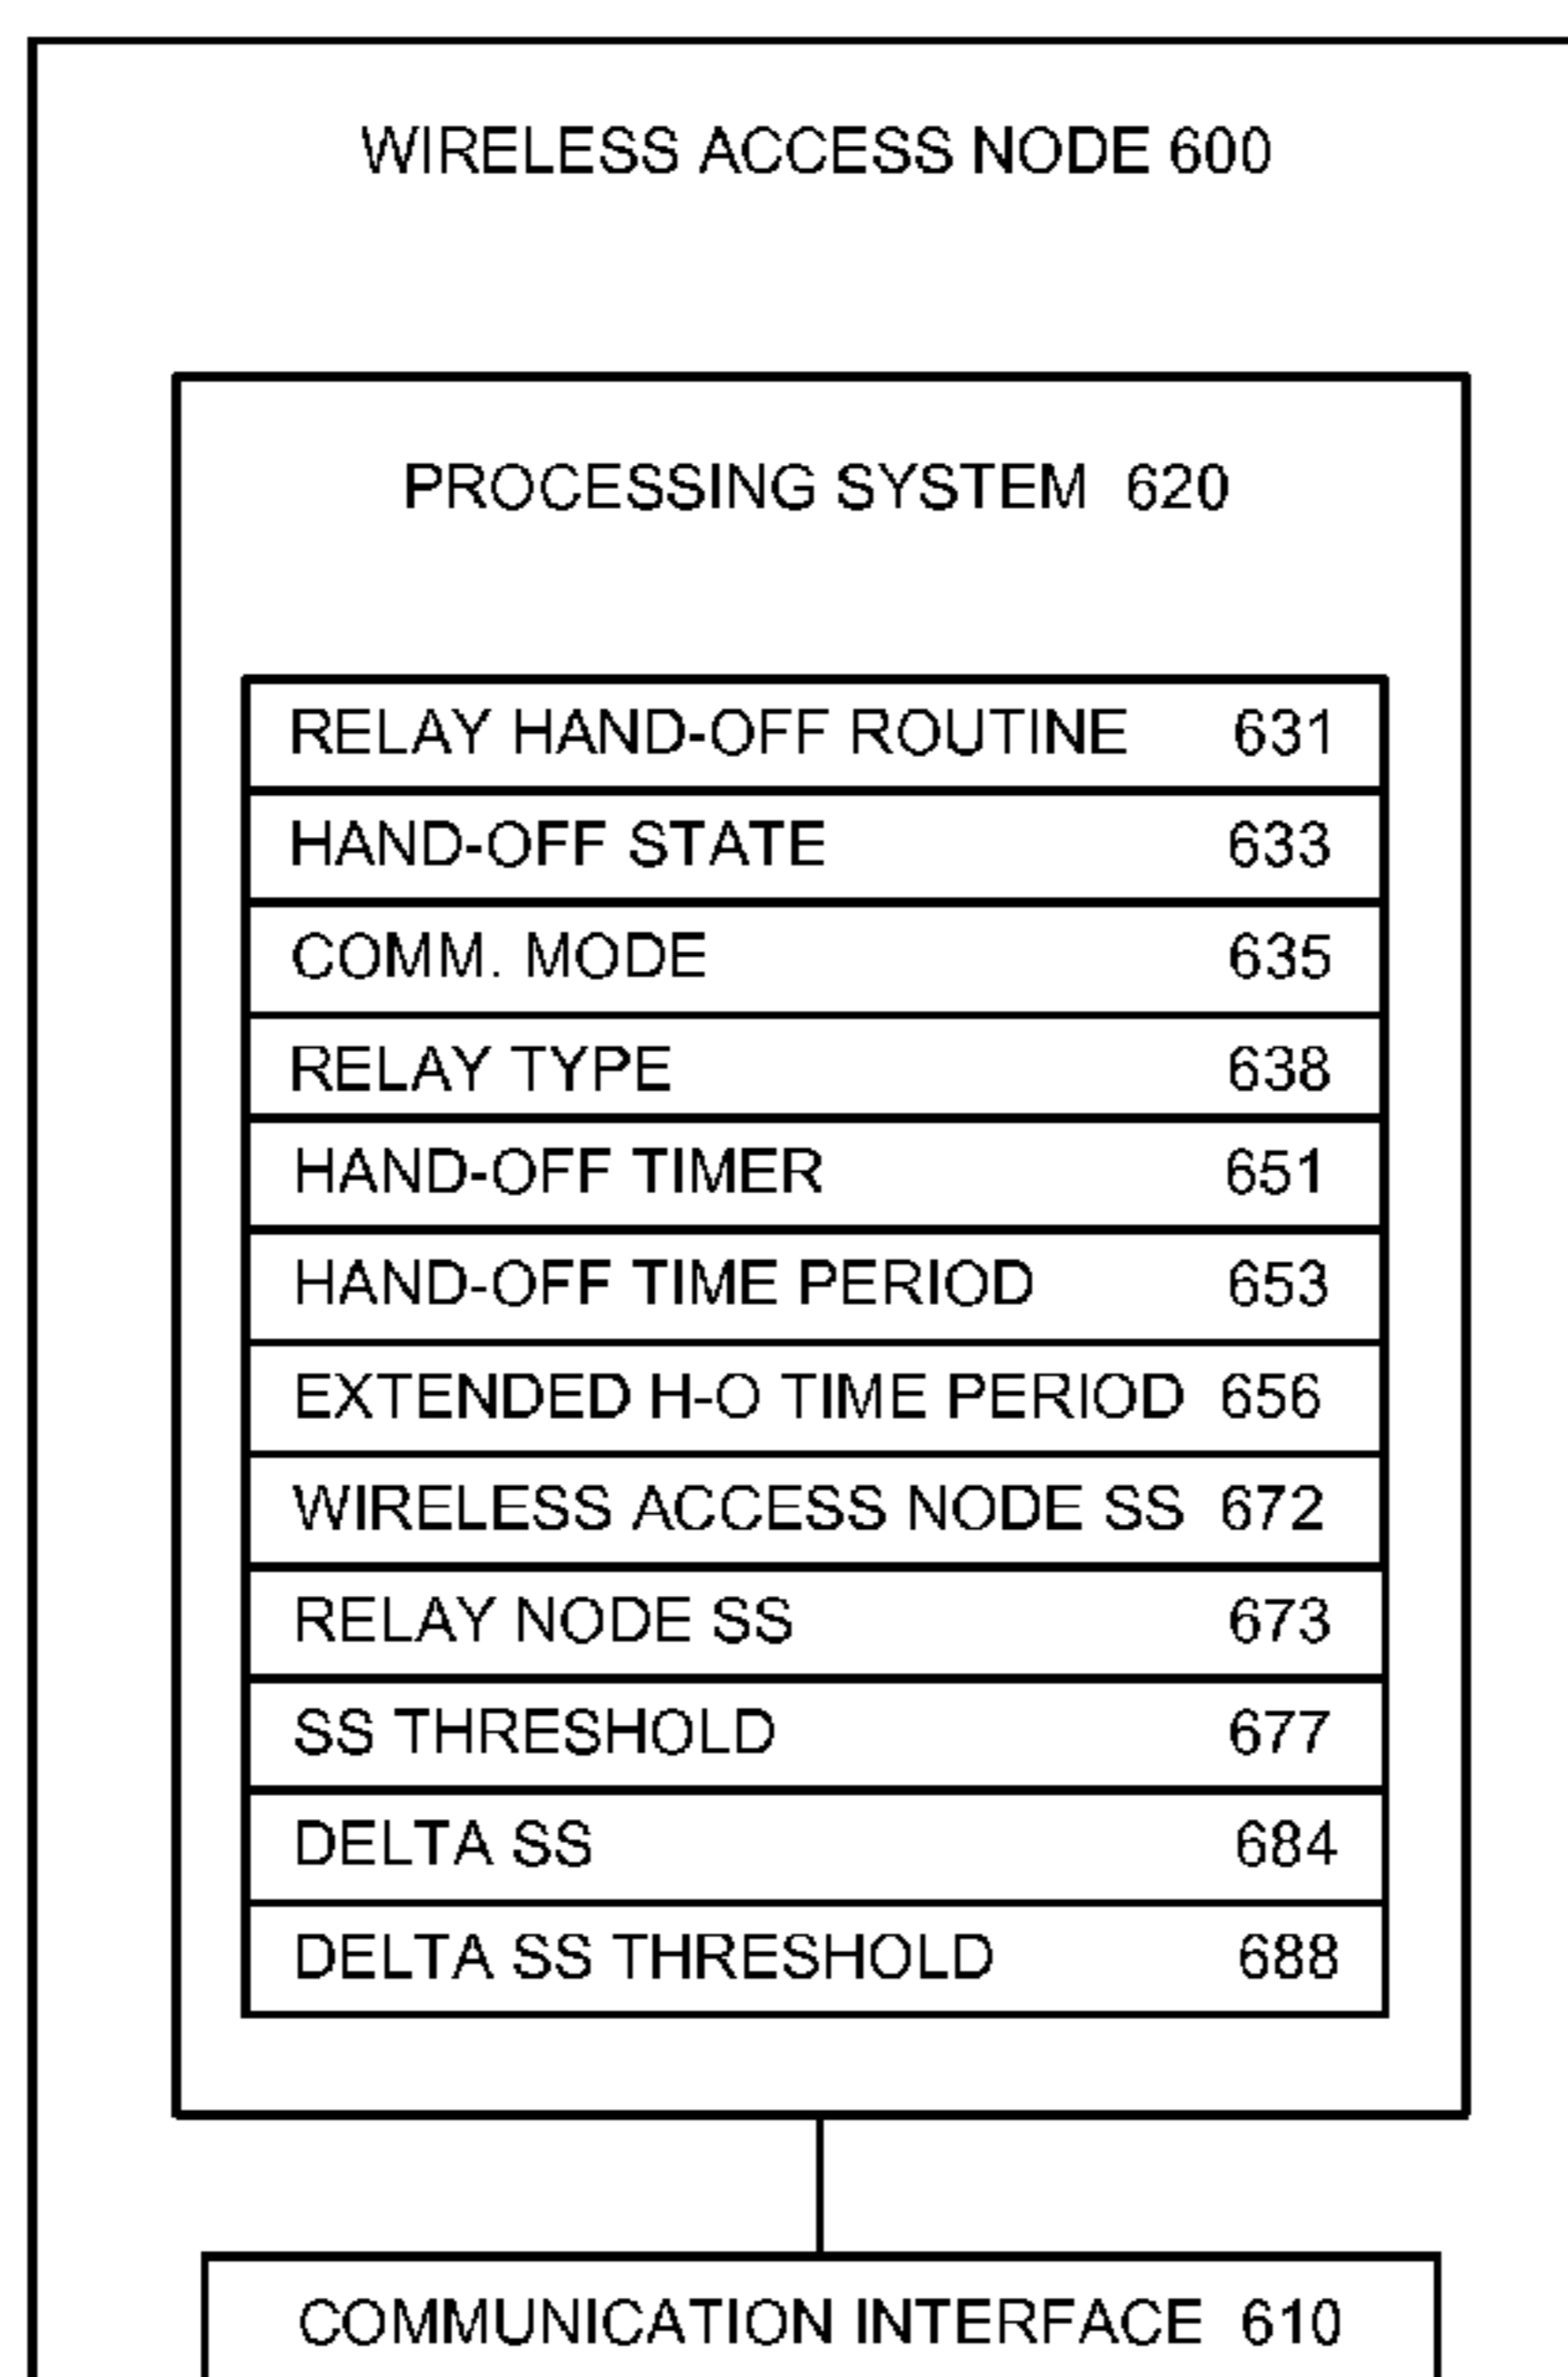 WIRELESS ACCESS NODE 600
PROCESSING SYSTEM 620
RELAY HAND-OFF ROUTINE 631
HAND-OFF STATE 633
COMM. MODE 635
RELAY TYPE 638
HAND-OFF TIMER 651
HAND-OFF TIME PERIOD 653
EXTENDED H-O TIME PERIOD 656
WIRELESS ACCESS NODE SS 672
RELAY NODE SS 673
SS THRESHOLD 677
DELTA SS 684
DELTA SS THRESHOLD 688
COMMUNICATION INTERFACE 610